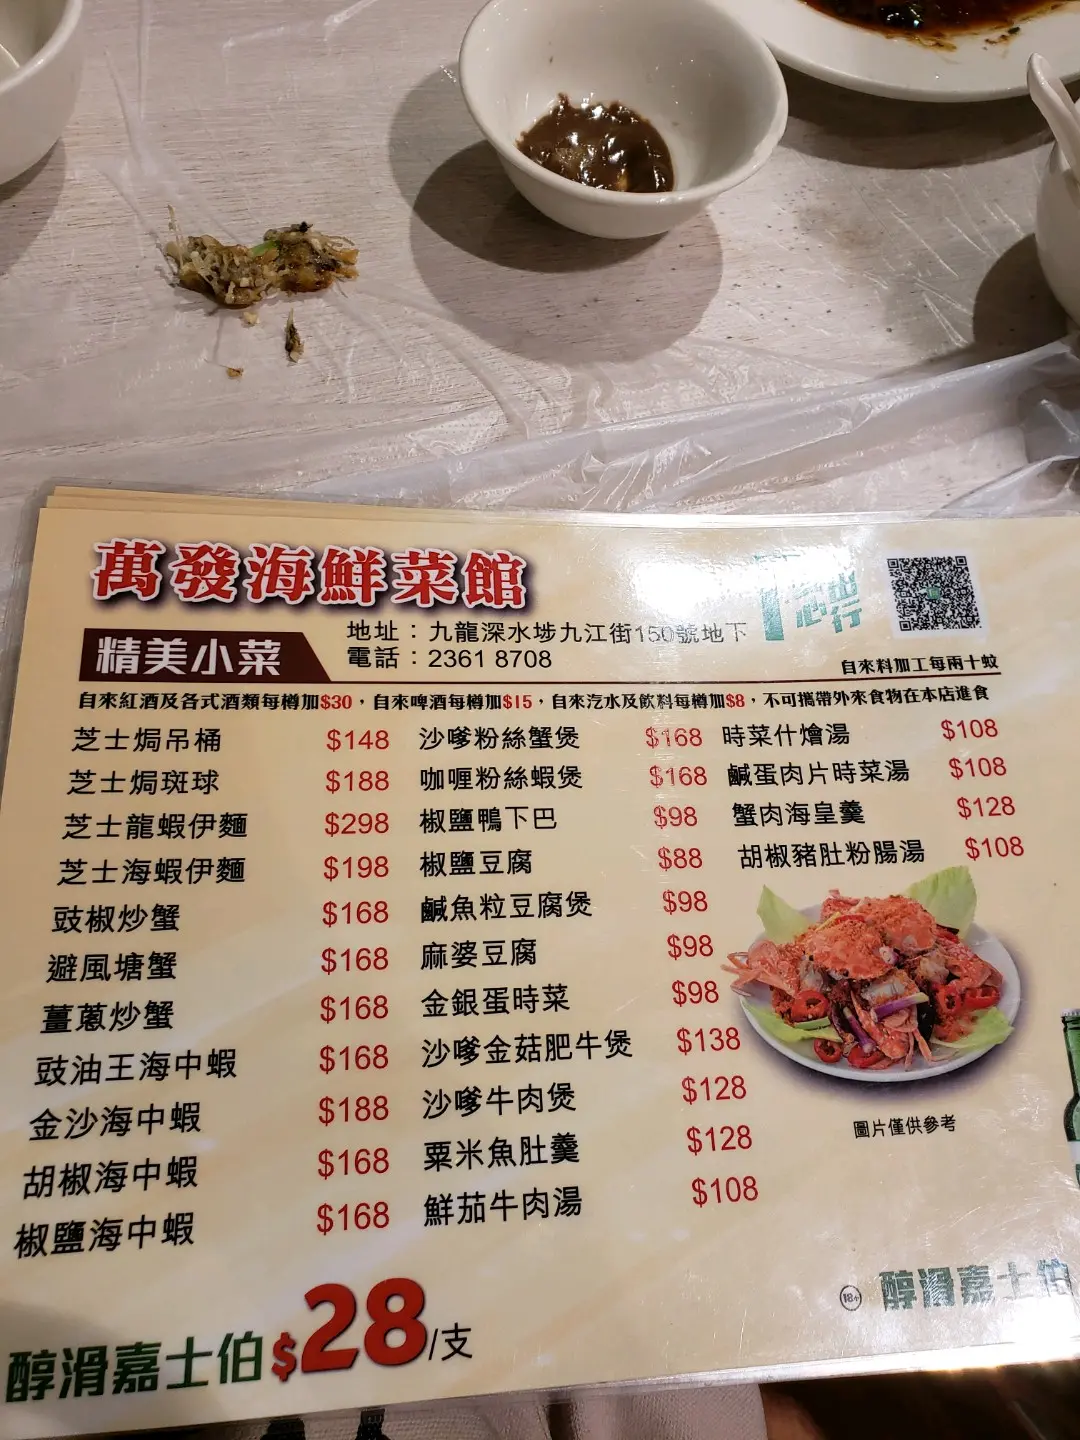 萬發海鮮菜館
精美小菜
地址：九龍深水埗九江街150號地下
電話：2361 8708
出行
自來料加工每兩十蚊
自來紅酒及各式酒類每樽加$30，自來啤酒每樽加$15，自來汽水及飲料每樽加$8，不可攜帶外來食物在本店進食
芝士焗吊桶 $148
芝士焗斑球 $188
芝士龍蝦伊麵 $298
芝士海蝦伊麵 $198
豉椒炒蟹 $168
避風塘蟹 $168
薑蔥炒蟹 $168
豉油王海中蝦 $168
金沙海中蝦 $188
胡椒海中蝦 $168
椒鹽海中蝦 $168
沙嗲粉絲蟹煲 $168
咖喱粉絲蝦煲 $168
椒鹽鴨下巴 $98
椒鹽豆腐 $88
鹹魚粒豆腐煲 $98
麻婆豆腐 $98
金銀蛋時菜 $98
沙嗲金菇肥牛煲 $138
沙嗲牛肉煲 $128
粟米魚肚羹 $128
鮮茄牛肉湯 $108
時菜什燴湯 $108
鹹蛋肉片時菜湯 $108
蟹肉海皇羹 $128
胡椒豬肚粉腸湯 $108
圖片僅供參考
醇滑嘉士伯$28/支
18+ 醇滑嘉士伯